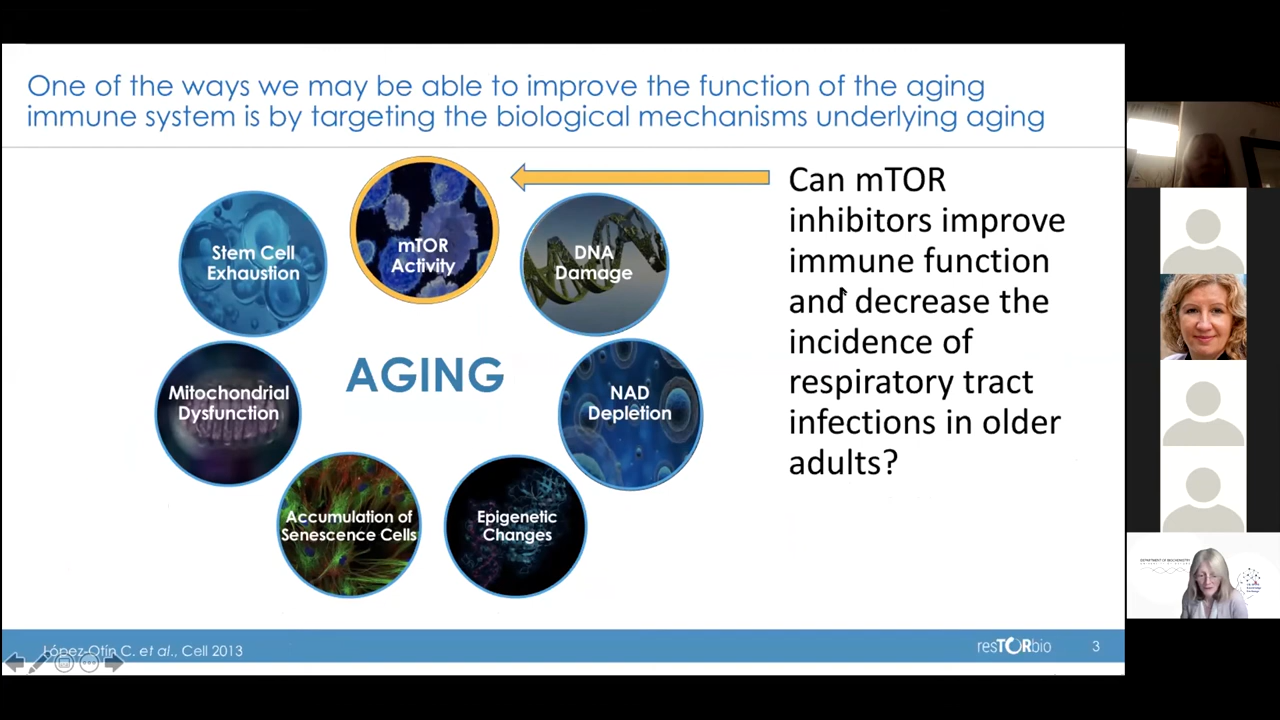 One of the ways we may be able to improve the function of the aging
immune system is by targeting the biological mechanisms underlying aging
mTOR
Activity
Stem Cell
Exhaustion
DNA
Damage
Mitochondrial
Dysfunction
AGING
NAD
Depletion
Accumulation of
Senescence Cells
Epigenetic
Changes
Can mTOR
inhibitors improve
immune function
and decrease the
incidence of
respiratory tract
infections in older
adults?
López-Otín C. et al., Cell 2013
resTORbio
3
DEPARTMENT OF BIOCHEMISTRY